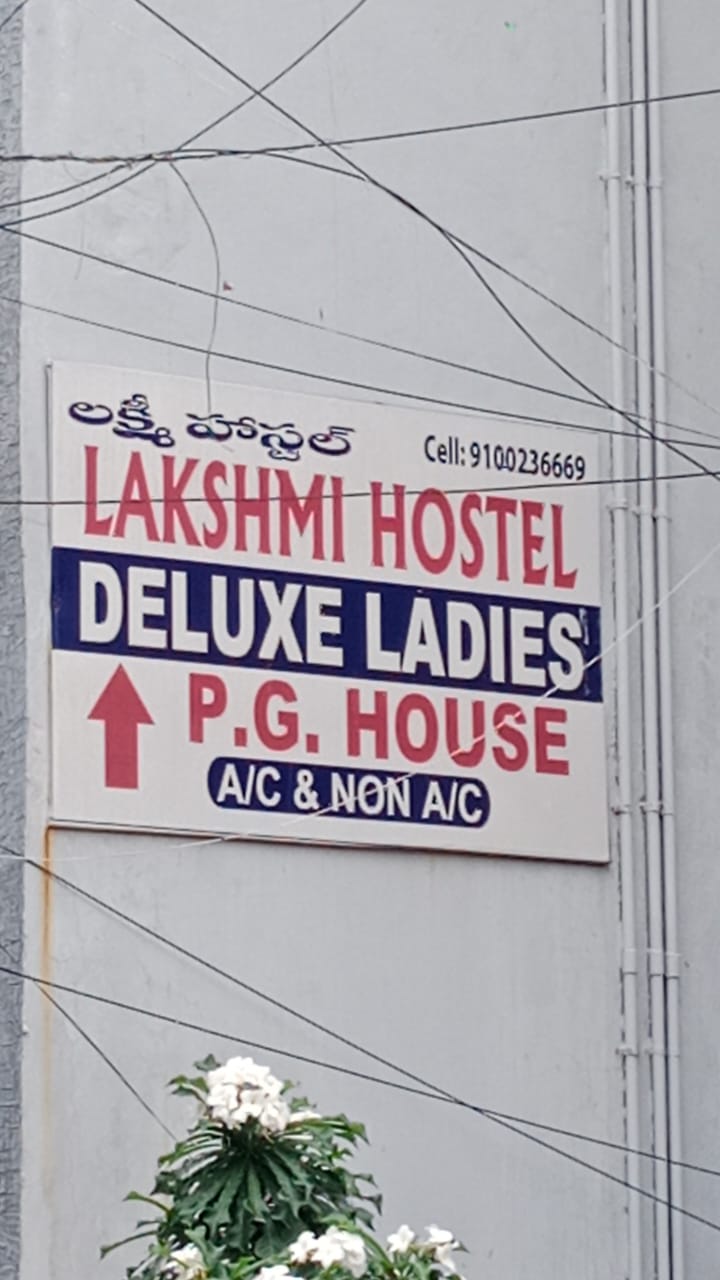 లక్ష్మీ హాస్టల్
Cell: 9100236669
LAKSHMI HOSTEL
DELUXE LADIES
P.G. HOUSE
A/C & NON A/C